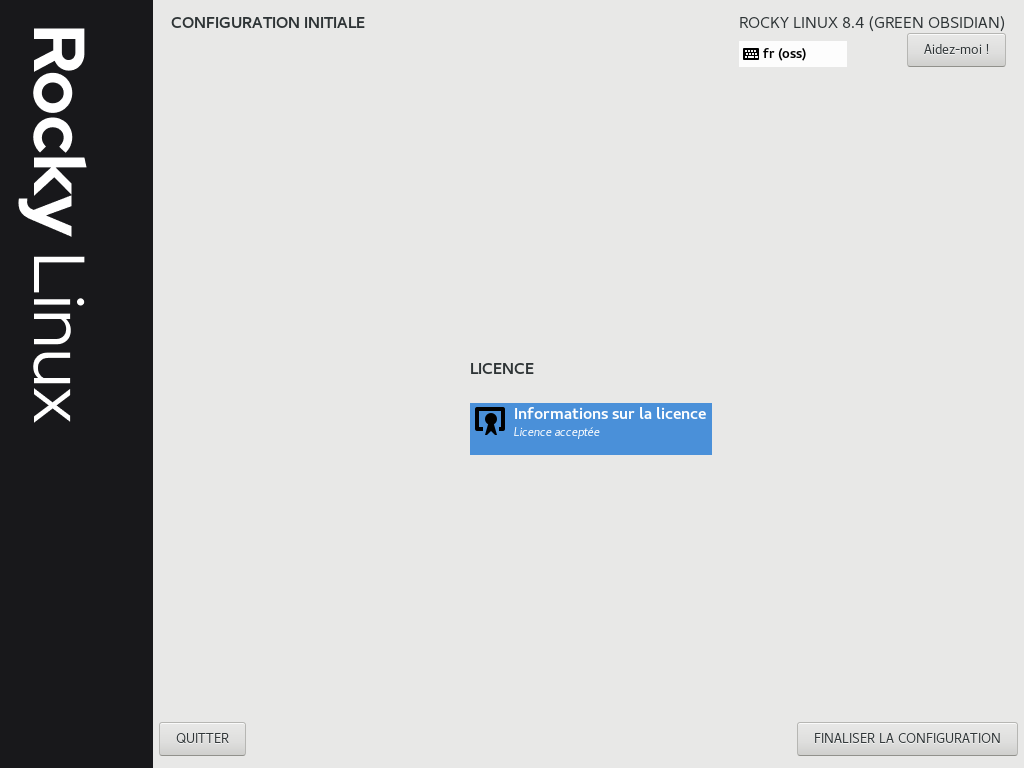 Rocky Linux
CONFIGURATION INITIALE
ROCKY LINUX 8.4 (GREEN OBSIDIAN)
fr (oss)
Aidez-moi !
LICENCE
Informations sur la licence
Licence acceptée
QUITTER
FINALISER LA CONFIGURATION